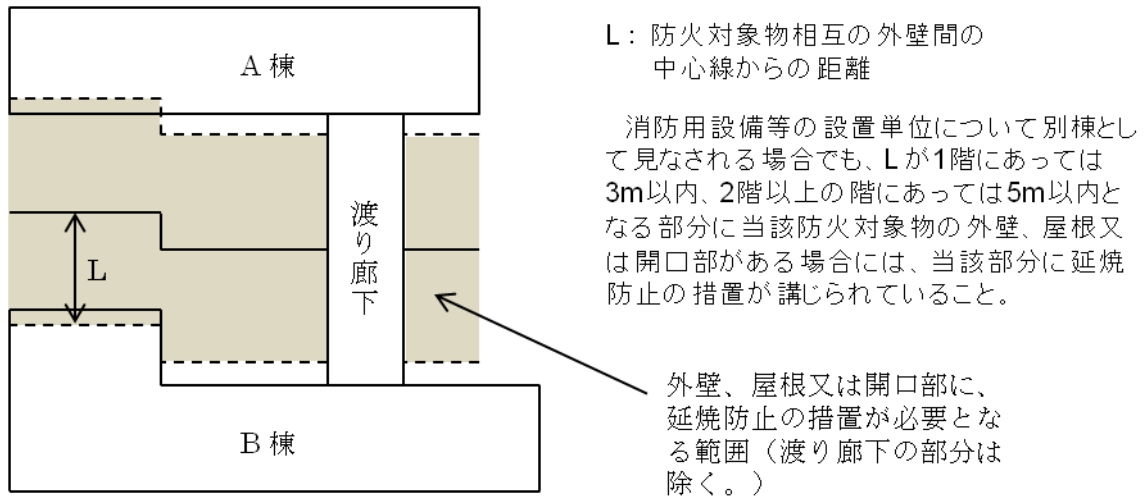 A棟
L
渡り廊下
B棟
L：防火対象物相互の外壁間の
中心線からの距離
消防用設備等の設置単位について別棟とし
て見なされる場合でも、Lが1階にあっては
3m以内、2階以上の階にあっては5m以内と
なる部分に当該防火対象物の外壁、屋根又
は開口部がある場合には、当該部分に延焼
防止の措置が講じられていること。
外壁、屋根又は開口部に、
延焼防止の措置が必要とな
る範囲（渡り廊下の部分は
除く。）